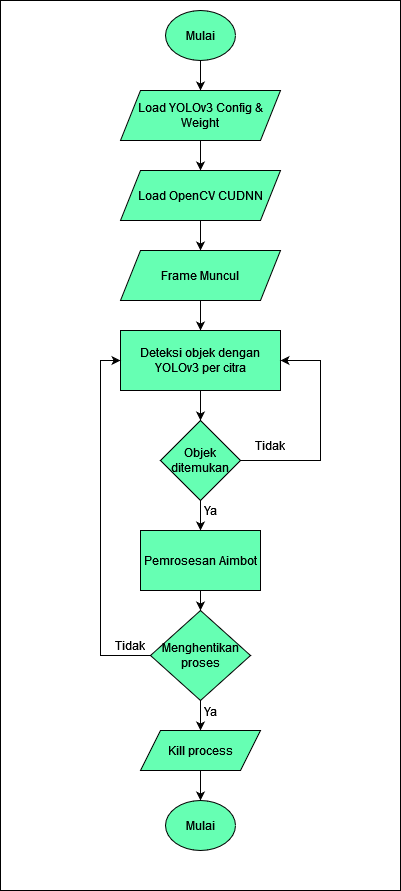 Mulai
Load YOLOv3 Config &
Weight
Load OpenCV CUDNN
Frame Muncul
Deteksi objek dengan
YOLOv3 per citra
Objek
ditemukan
Tidak
Ya
Pemrosesan Aimbot
Menghentikan
proses
Tidak
Ya
Kill process
Mulai